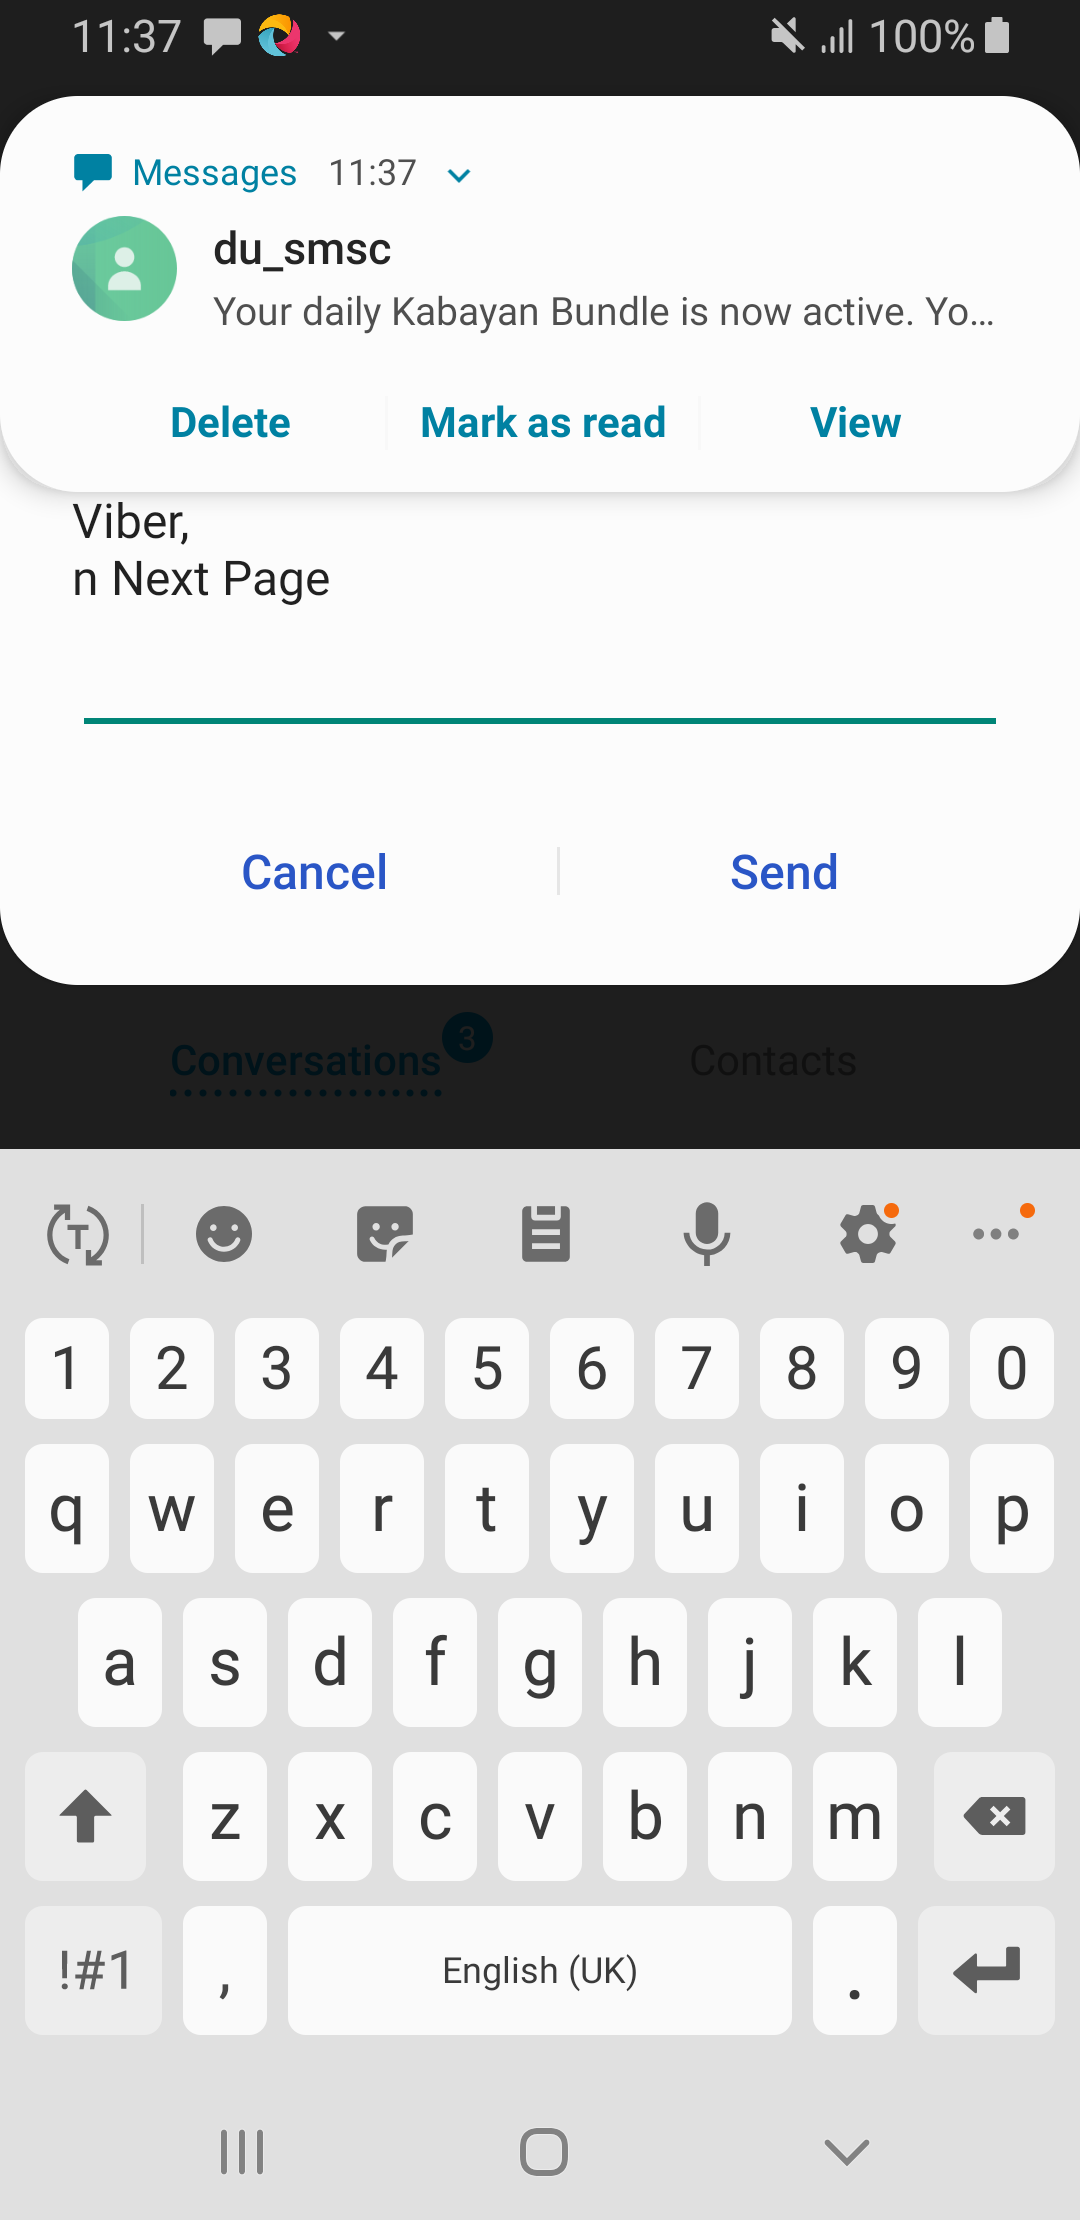 11:37 100%
Messages 11:37
du_smsc
Your daily Kabayan Bundle is now active. Yo...
Delete Mark as read View
Viber,
n Next Page
Cancel Send
Conversations 3 Contacts
T
1 2 3 4 5 6 7 8 9 0
q w e r t y u i o p
a s d f g h j k l
z x c v b n m
!#1 , English (UK) .